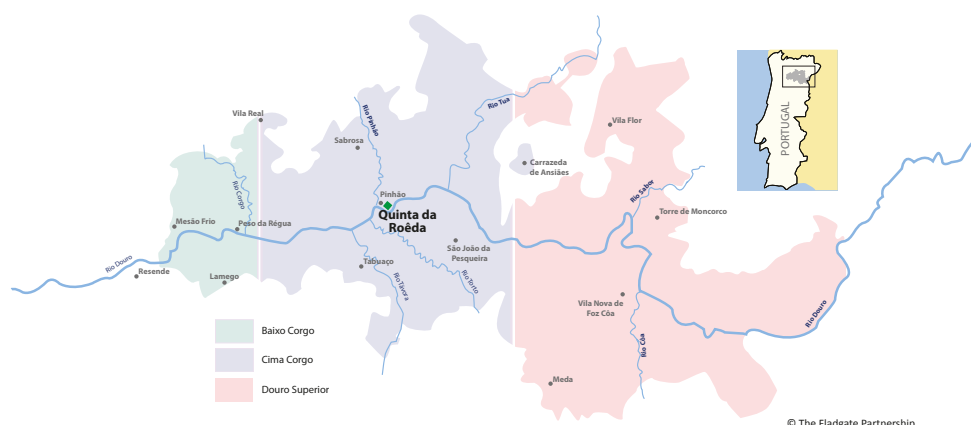 Vila Real
Rio Pinhão
Rio Tua
Vila Flor
PORTUGAL
Sabrosa
Carrazeda
de Ansiães
Rio Corgo
Pinhão
Rio Sabor
Quinta da
Roêda
Mesão Frio
Peso da Régua
Torre de Moncorco
São João da
Pesqueira
Rio Douro
Resende
Lamego
Tabuaço
Rio Távora
Rio Torto
Vila Nova de
Foz Côa
Rio Douro
Baixo Corgo
Cima Corgo
Rio Côa
Douro Superior
Meda
© The Fladgate Partnership